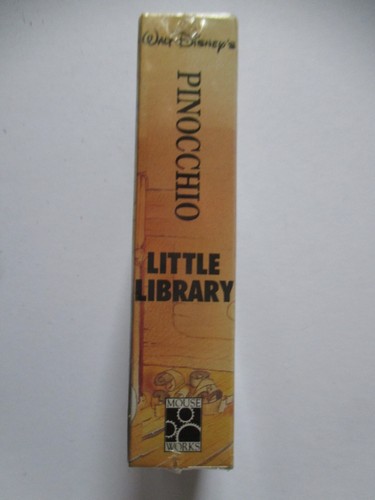 Walt Disney's
PINOCCHIO
LITTLE
LIBRARY
MOUSE
WORKS